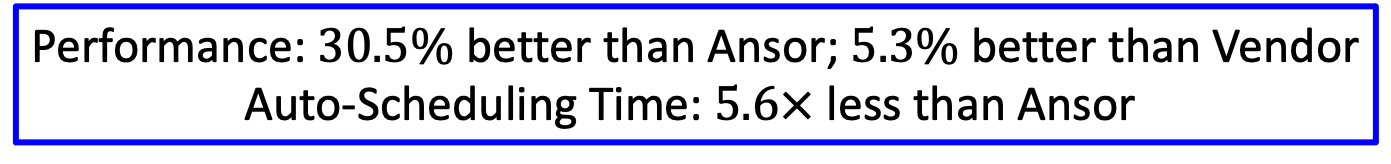 Performance: 30.5% better than Ansor; 5.3% better than Vendor
Auto-Scheduling Time: 5.6× less than Ansor